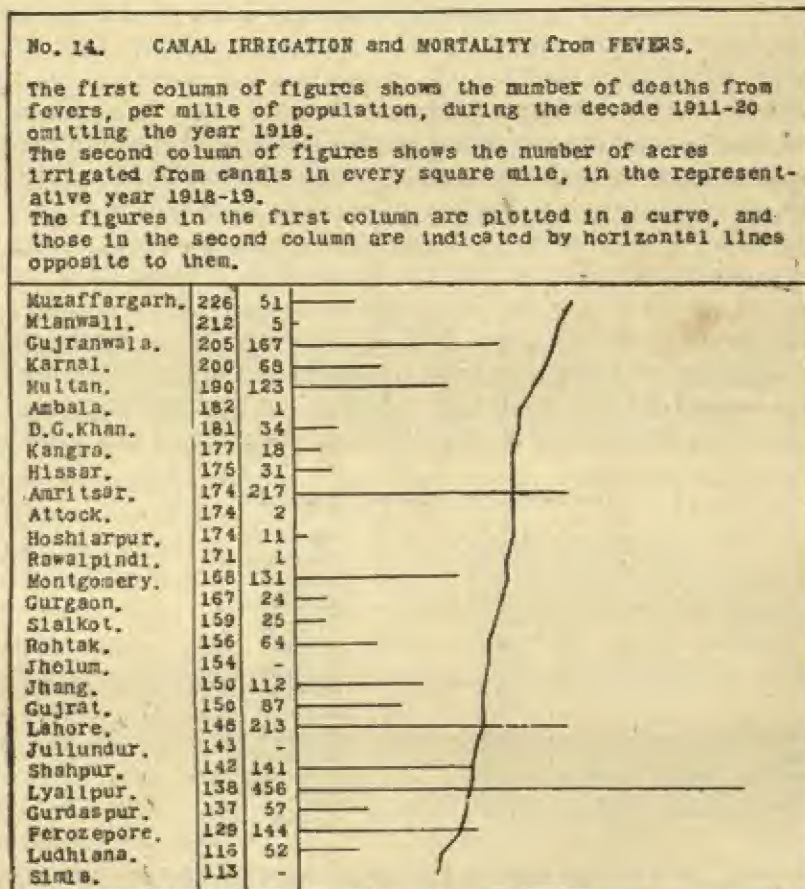 No. 14. CANAL IRRIGATION and MORTALITY from FEVERS.
The first column of figures shows the number of deaths from
fevers, per mille of population, during the decade 1911-20
omitting the year 1918.
The second column of figures shows the number of acres
irrigated from canals in every square mile, in the represent-
ative year 1918-19.
The figures in the first column are plotted in a curve, and
those in the second column are indicated by horizontal lines
opposite to them.
Muzaffargarh. 226 51
Mianwali. 212 5
Gujranwala. 205 167
Karnal. 200 68
Multan. 190 123
Ambala. 182 1
D.G.Khan. 181 34
Kangra. 177 18
Hissar. 175 31
Amritsar. 174 217
Attock. 174 2
Hoshiarpur. 174 11
Rawalpindi. 171 1
Montgomery. 168 131
Gurgaon. 167 24
Sialkot. 159 25
Rohtak. 156 64
Jhelum. 154 -
Jhang. 150 112
Gujrat. 150 87
Lahore. 148 213
Jullundur. 143 -
Shahpur. 142 141
Lyallpur. 138 456
Gurdaspur. 137 57
Ferozepore. 129 144
Ludhiana. 116 52
Simla. 113 -